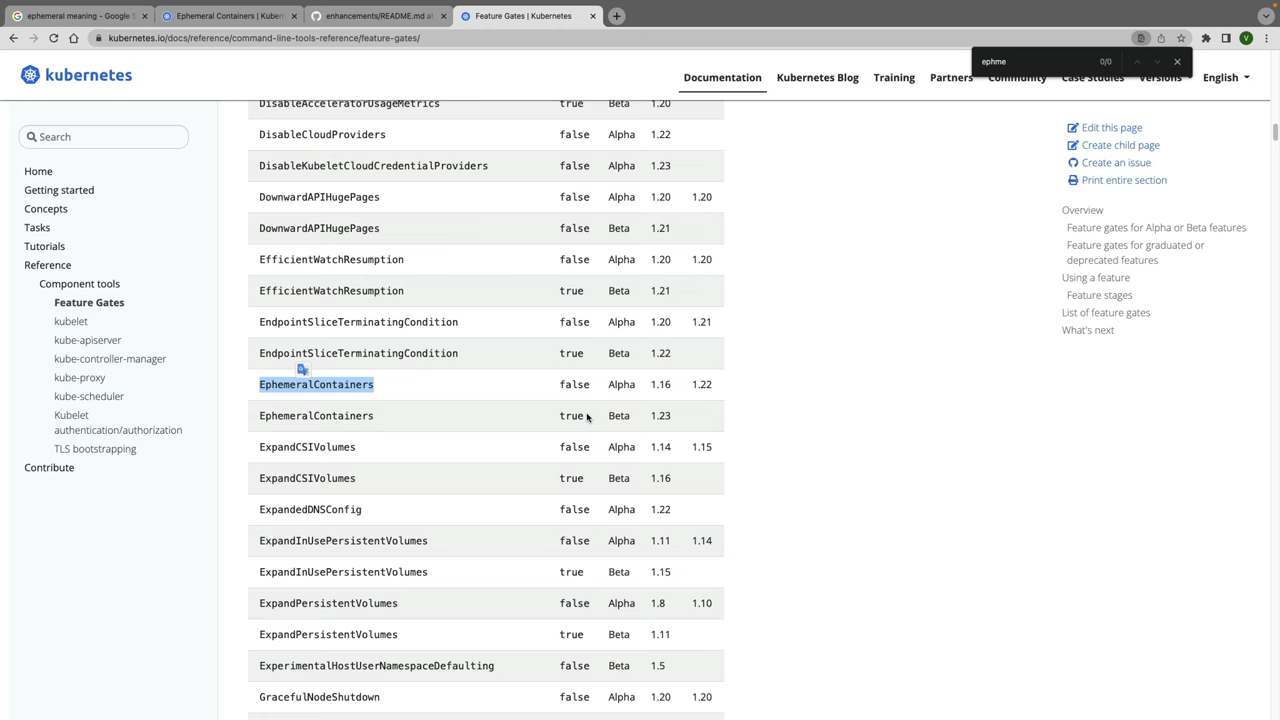 ephemeral meaning - Google S
Ephemeral Containers | Kubern
enhancements/README.md at
Feature Gates | Kubernetes
kubernetes.io/docs/reference/command-line-tools-reference/feature-gates/
V
ephme
0/0
kubernetes
Documentation
Kubernetes Blog
Training
Partners
Community
Case Studies
Versions
English
Search
Home
Getting started
Concepts
Tasks
Tutorials
Reference
Component tools
Feature Gates
kubelet
kube-apiserver
kube-controller-manager
kube-proxy
kube-scheduler
Kubelet
authentication/authorization
TLS bootstrapping
Contribute
DisableAcceleratorUsageMetrics true Beta 1.20
DisableCloudProviders false Alpha 1.22
DisableKubeletCloudCredentialProviders false Alpha 1.23
DownwardAPIHugePages false Alpha 1.20 1.20
DownwardAPIHugePages false Beta 1.21
EfficientWatchResumption false Alpha 1.20 1.20
EfficientWatchResumption true Beta 1.21
EndpointSliceTerminatingCondition false Alpha 1.20 1.21
EndpointSliceTerminatingCondition true Beta 1.22
EphemeralContainers false Alpha 1.16 1.22
EphemeralContainers true Beta 1.23
ExpandCSIVolumes false Alpha 1.14 1.15
ExpandCSIVolumes true Beta 1.16
ExpandedDNSConfig false Alpha 1.22
ExpandInUsePersistentVolumes false Alpha 1.11 1.14
ExpandInUsePersistentVolumes true Beta 1.15
ExpandPersistentVolumes false Alpha 1.8 1.10
ExpandPersistentVolumes true Beta 1.11
ExperimentalHostUserNamespaceDefaulting false Beta 1.5
GracefulNodeShutdown false Alpha 1.20 1.20
Edit this page
Create child page
Create an issue
Print entire section
Overview
Feature gates for Alpha or Beta features
Feature gates for graduated or
deprecated features
Using a feature
Feature stages
List of feature gates
What's next